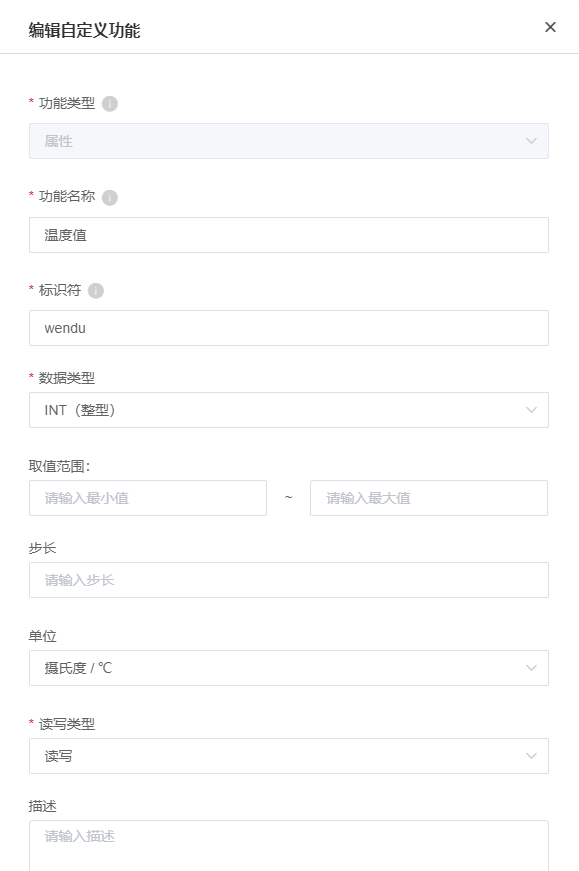 编辑自定义功能
* 功能类型
属性
* 功能名称
温度值
* 标识符
wendu
* 数据类型
INT（整型）
取值范围：
请输入最小值 ~ 请输入最大值
步长
请输入步长
单位
摄氏度 / ℃
* 读写类型
读写
描述
请输入描述